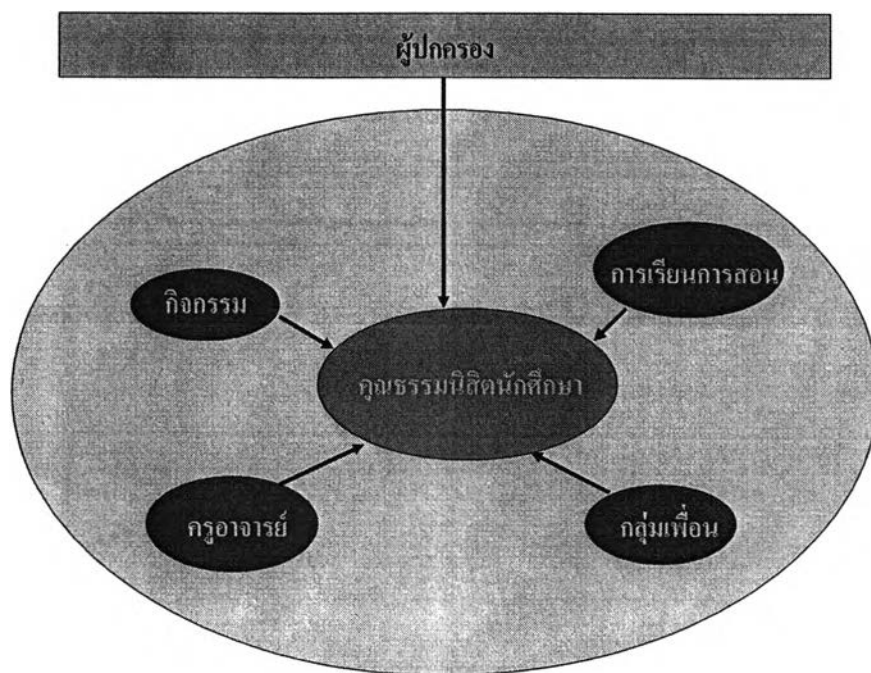 ผู้ปกครอง
การเรียนการสอน
กิจกรรม
คุณธรรมนิสิตนักศึกษา
ครูอาจารย์
กลุ่มเพื่อน